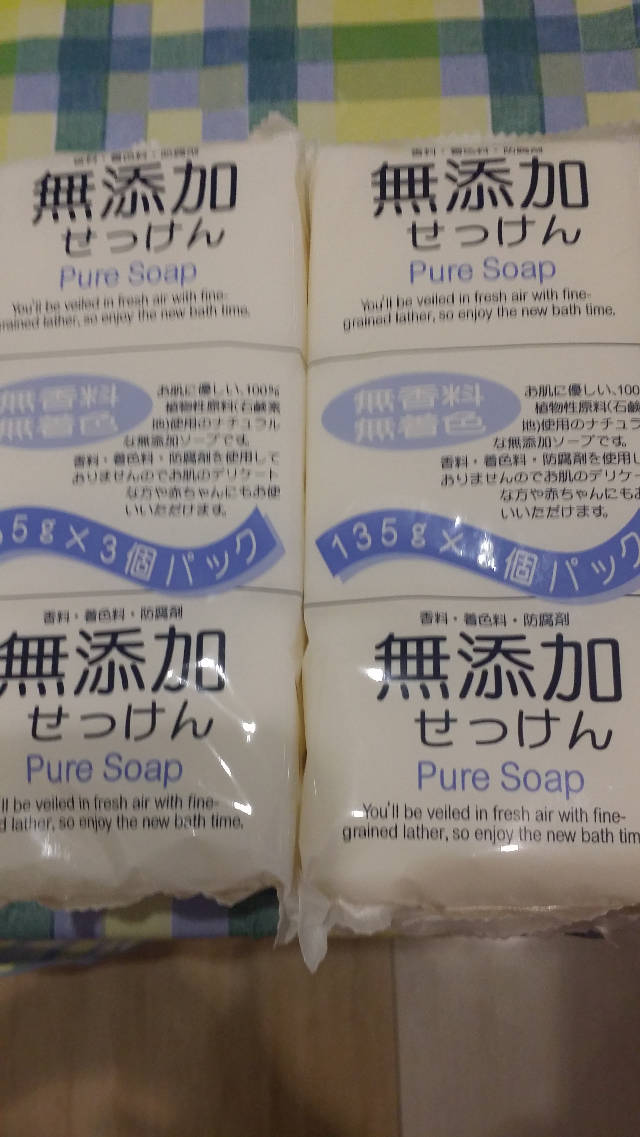 香料・着色料・防腐剤
無添加
せっけん
Pure Soap
You'll be veiled in fresh air with fine-
grained lather, so enjoy the new bath time.
無香料
無着色
お肌に優しい、100%
植物性原料(石鹸素
地)使用のナチュラル
な無添加ソープです。
香料・着色料・防腐剤を使用して
おりませんのでお肌のデリケート
な方や赤ちゃんにもお使
いいただけます。
35g×3個パック
香料・着色料・防腐剤
無添加
せっけん
Pure Soap
ll be veiled in fresh air with fine-
d lather, so enjoy the new bath time.
香料・着色料・防腐剤
無添加
せっけん
Pure Soap
You'll be veiled in fresh air with fine-
grained lather, so enjoy the new bath time.
無香料
無着色
お肌に優しい、100
植物性原料(石鹸
地)使用のナチュラ
な無添加ソープです。
香料・着色料・防腐剤を使用し
おりませんのでお肌のデリケー
な方や赤ちゃんにもお
いいただけます。
135g× 個パック
香料・着色料・防腐剤
無添加
せっけん
Pure Soap
You'll be veiled in fresh air with fine-
grained lather, so enjoy the new bath tim